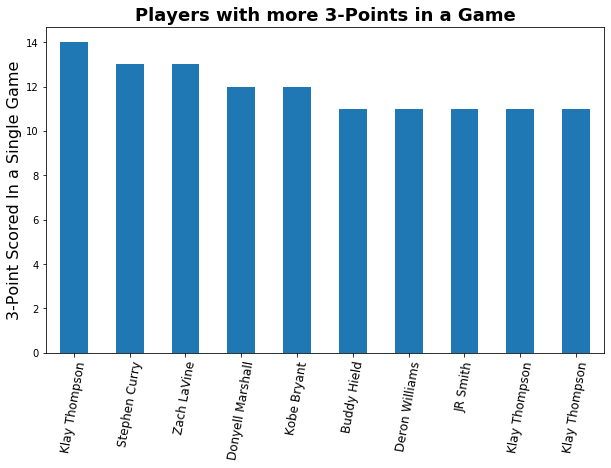 Players with more 3-Points in a Game
3-Point Scored In a Single Game
14
12
10
8
6
4
2
0
Klay Thompson
Stephen Curry
Zach LaVine
Donyell Marshall
Kobe Bryant
Buddy Hield
Deron Williams
JR Smith
Klay Thompson
Klay Thompson